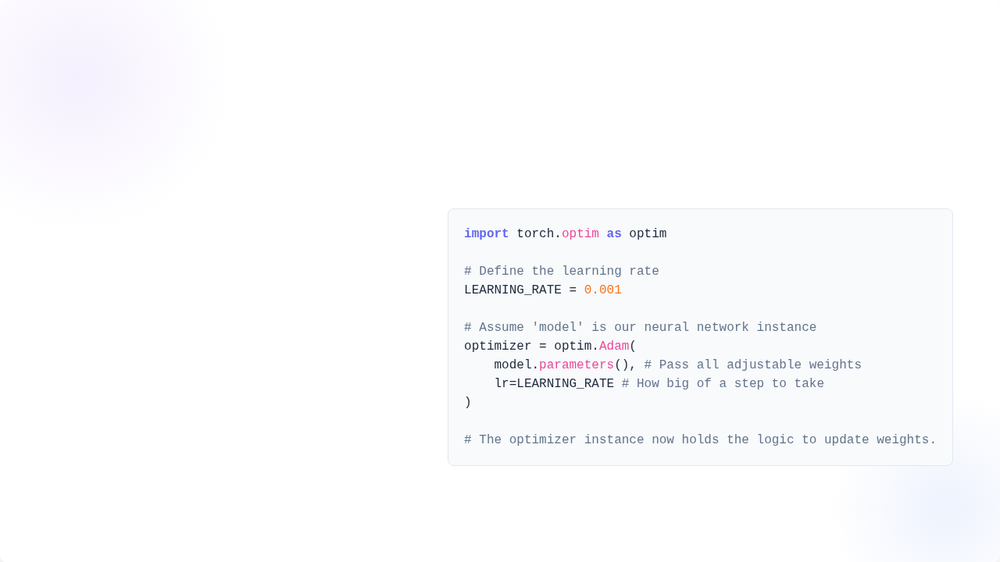 import torch.optim as optim

# Define the learning rate
LEARNING_RATE = 0.001

# Assume 'model' is our neural network instance
optimizer = optim.Adam(
    model.parameters(), # Pass all adjustable weights
    lr=LEARNING_RATE # How big of a step to take
)

# The optimizer instance now holds the logic to update weights.